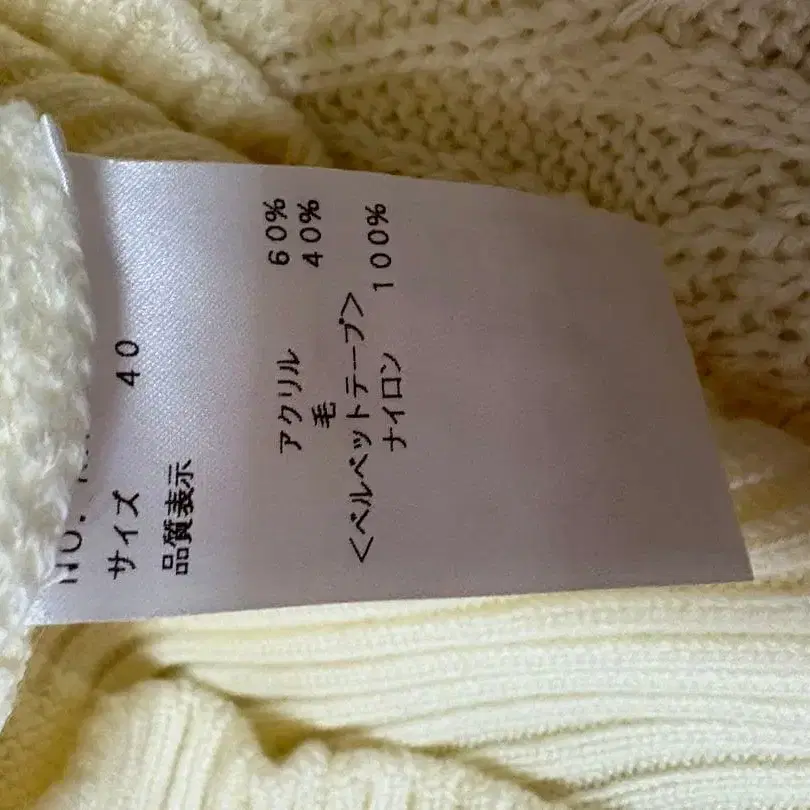 NO.
サイズ 40
品質表示
アクリル 60%
毛 40%
<ベルベットテープ>
ナイロン 100%